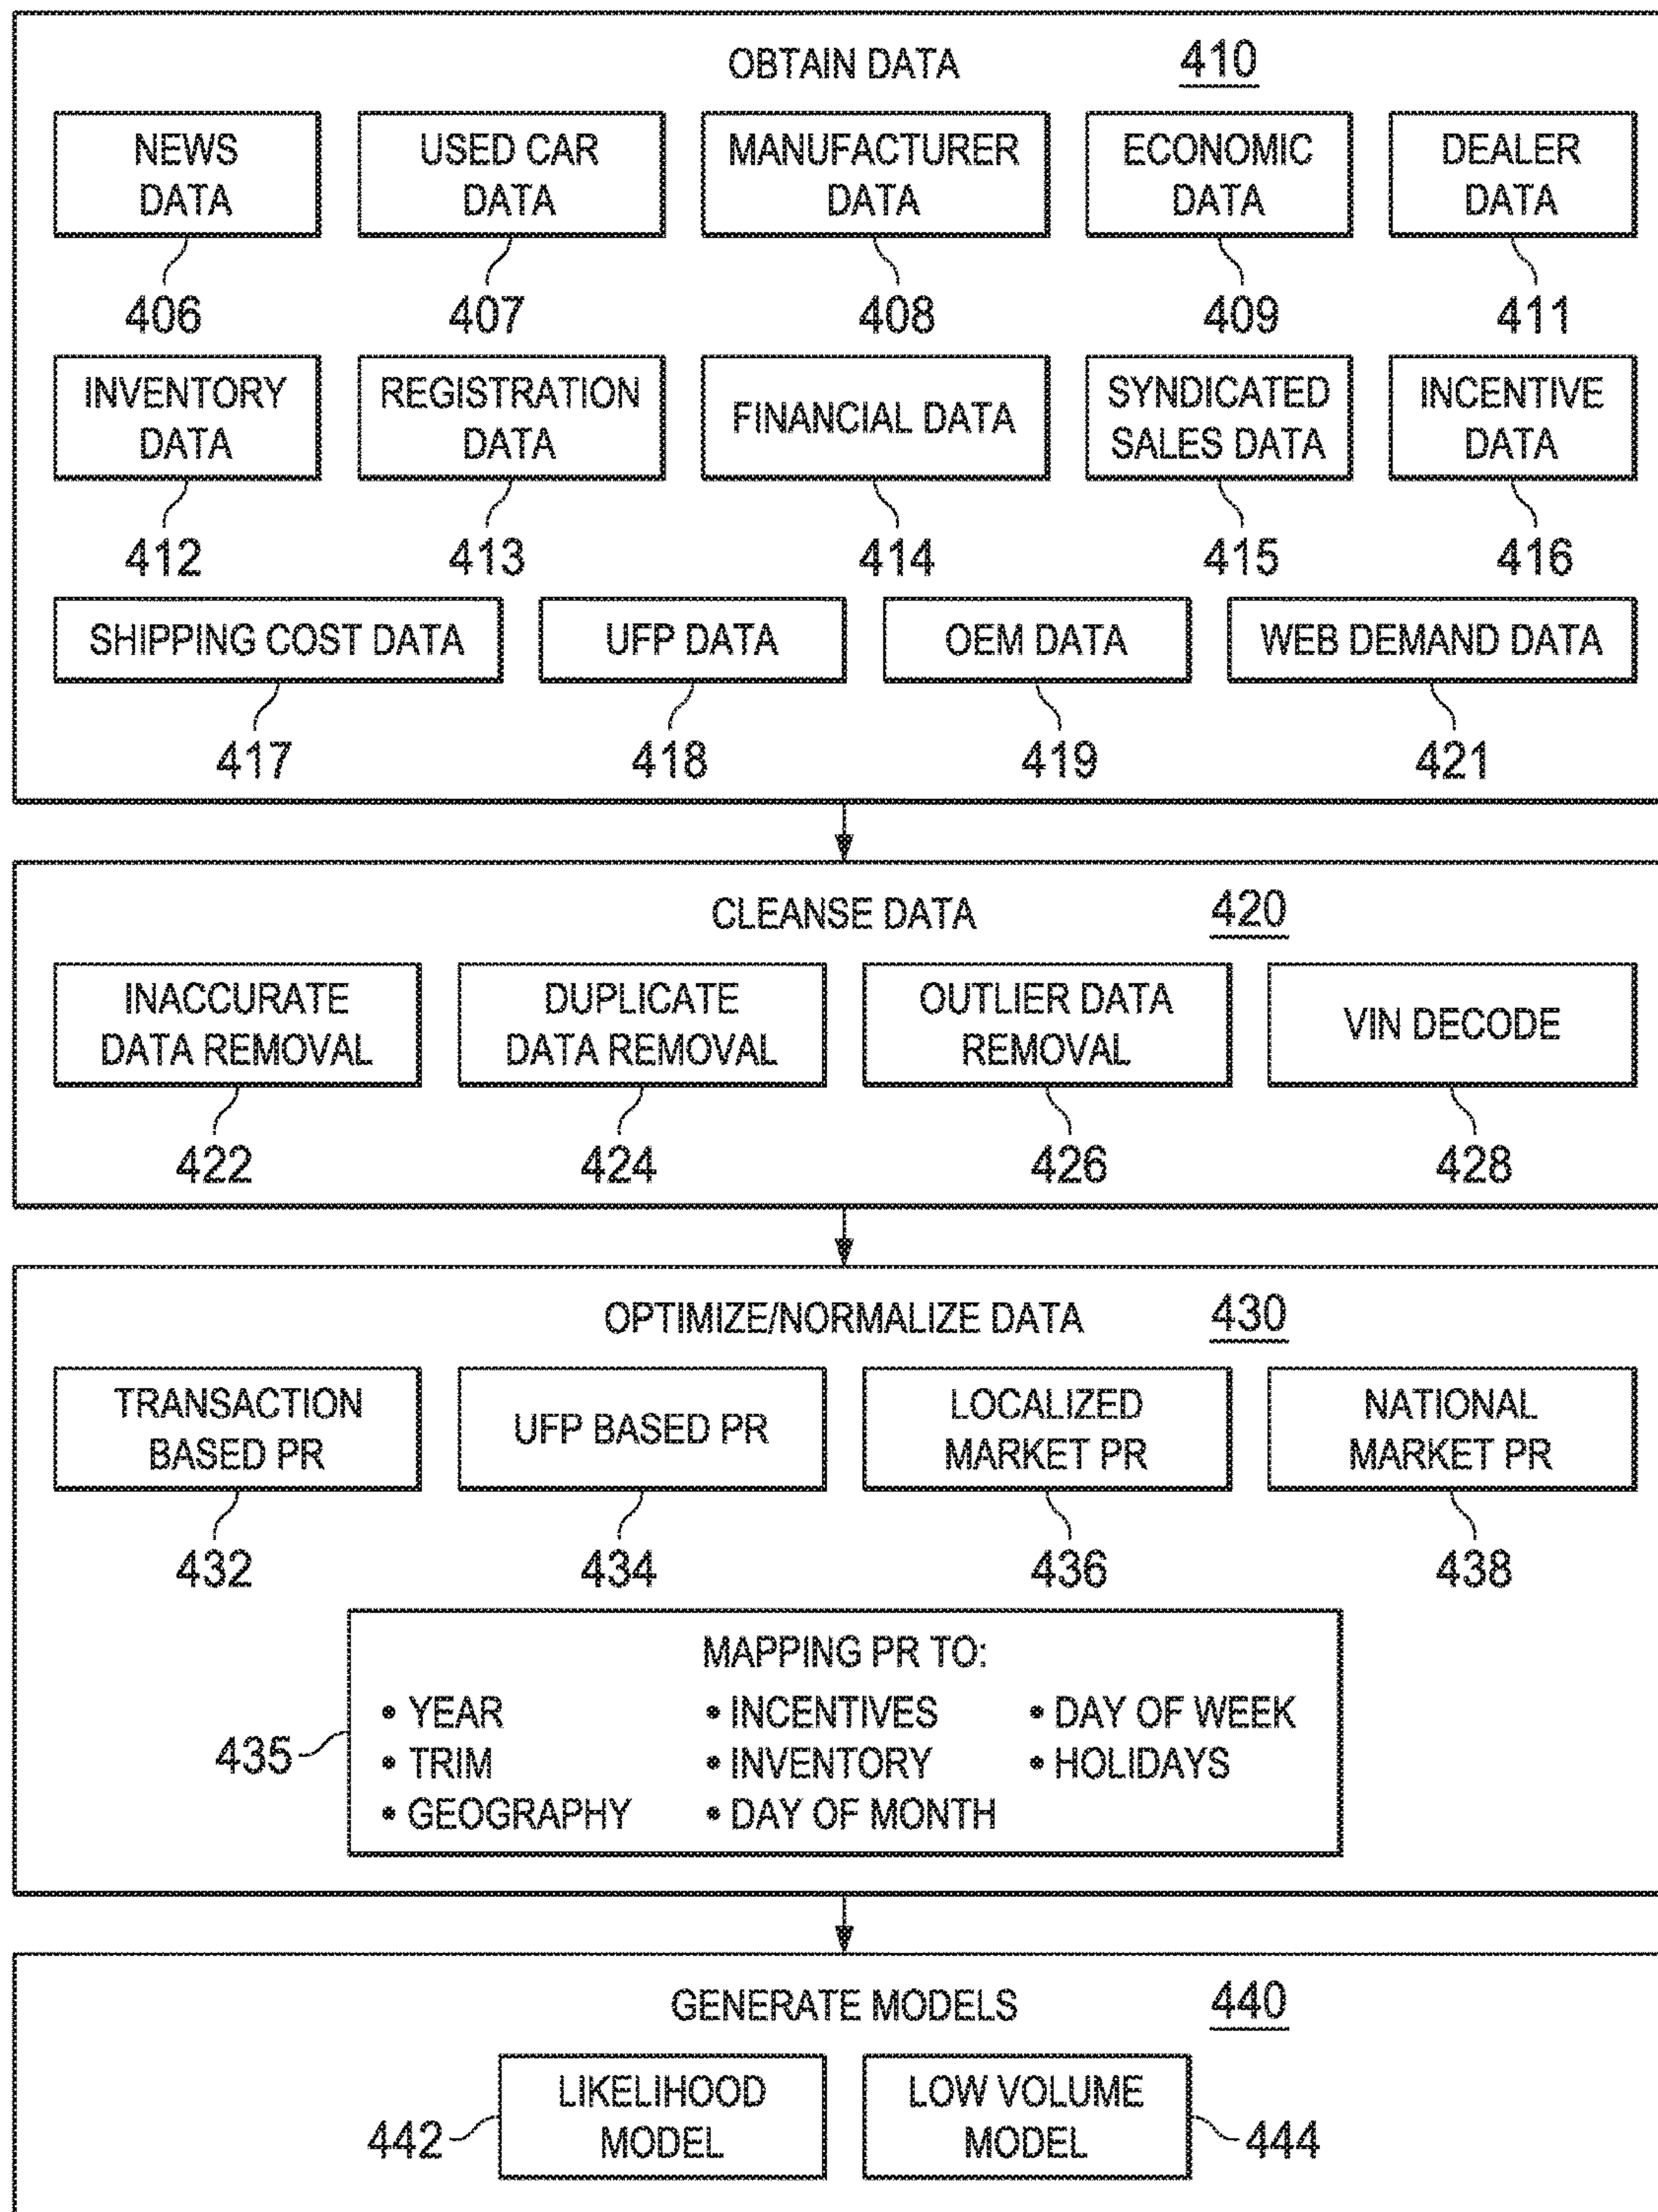 OBTAIN DATA 410
NEWS DATA
USED CAR DATA
MANUFACTURER DATA
ECONOMIC DATA
DEALER DATA
406 407 408 409 411
INVENTORY DATA
REGISTRATION DATA
FINANCIAL DATA
SYNDICATED SALES DATA
INCENTIVE DATA
412 413 414 415 416
SHIPPING COST DATA
UFP DATA
OEM DATA
WEB DEMAND DATA
417 418 419 421
CLEANSE DATA 420
INACCURATE DATA REMOVAL
DUPLICATE DATA REMOVAL
OUTLIER DATA REMOVAL
VIN DECODE
422 424 426 428
OPTIMIZE/NORMALIZE DATA 430
TRANSACTION BASED PR
UFP BASED PR
LOCALIZED MARKET PR
NATIONAL MARKET PR
432 434 436 438
MAPPING PR TO:
• YEAR
• TRIM
• GEOGRAPHY
• INCENTIVES
• INVENTORY
• DAY OF MONTH
• DAY OF WEEK
• HOLIDAYS
435
GENERATE MODELS 440
LIKELIHOOD MODEL
LOW VOLUME MODEL
442 444